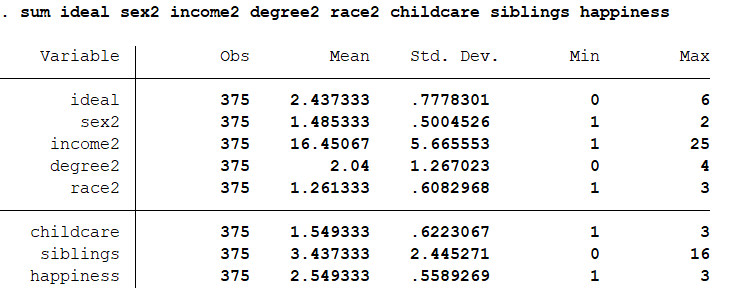 . sum ideal sex2 income2 degree2 race2 childcare siblings happiness
Variable Obs Mean Std. Dev. Min Max
ideal 375 2.437333 .7778301 0 6
sex2 375 1.485333 .5004526 1 2
income2 375 16.45067 5.665553 1 25
degree2 375 2.04 1.267023 0 4
race2 375 1.261333 .6082968 1 3
childcare 375 1.549333 .6223067 1 3
siblings 375 3.437333 2.445271 0 16
happiness 375 2.549333 .5589269 1 3